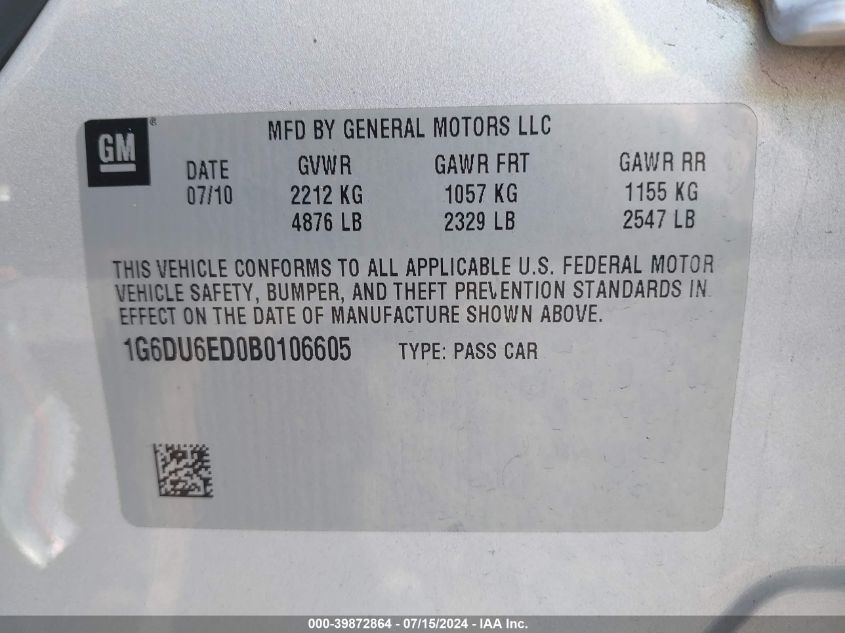 GM ®
MFD BY GENERAL MOTORS LLC
DATE GVWR GAWR FRT GAWR RR
07/10 2212 KG 1057 KG 1155 KG
4876 LB 2329 LB 2547 LB
THIS VEHICLE CONFORMS TO ALL APPLICABLE U.S. FEDERAL MOTOR
VEHICLE SAFETY, BUMPER, AND THEFT PREVENTION STANDARDS IN
EFFECT ON THE DATE OF MANUFACTURE SHOWN ABOVE.
1G6DU6ED0B0106605 TYPE: PASS CAR
000-39872864 - 07/15/2024 - IAA Inc.